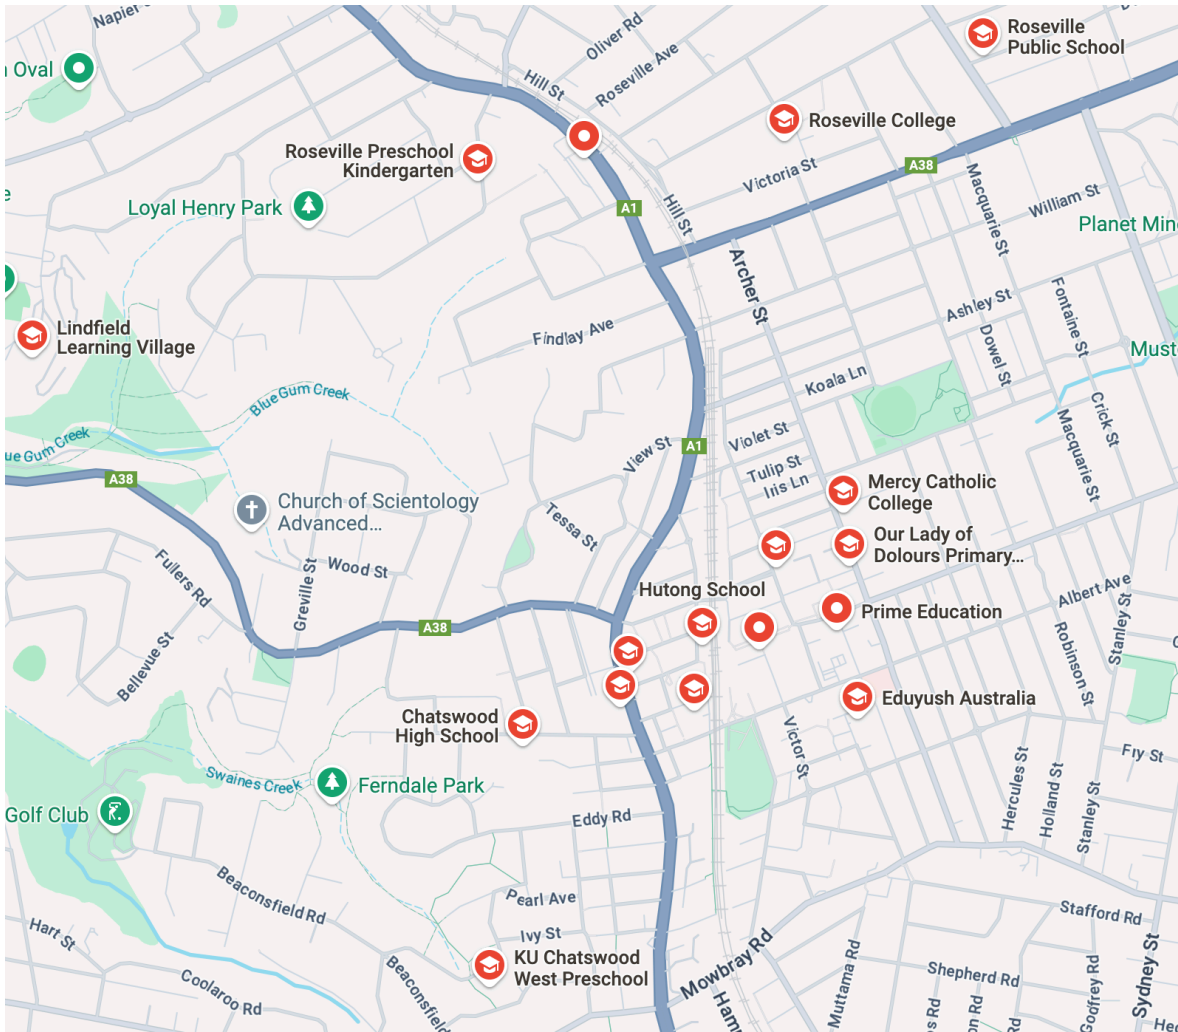 Napier
Oliver Rd
Roseville
Public School
Oval
Hill St
Roseville Ave
Roseville College
Roseville Preschool
Kindergarten
A38
Victoria St
Macquarie St
William St
Loyal Henry Park
A1
Hill St
Archer St
Ashley St
Fontaine St
Lindfield
Learning Village
Findlay Ave
Dowel St
Koala Ln
Blue Gum Creek
Crick St
Violet St
Macquarie St
Gum Creek
View St
A1
Tulip St
Iris Ln
A38
Mercy Catholic
College
Church of Scientology
Advanced...
Tessa St
Our Lady of
Dolours Primary...
Fullers Rd
Greville St
Wood St
Hutong School
Albert Ave
Prime Education
A38
Bellevue St
Robinson St
Stanley St
Chatswood
High School
Eduyush Australia
Victor St
Swaines Creek
Ferndale Park
Hercules St
Holland St
Stanley St
Fry St
Golf Club
Eddy Rd
Beaconsfield Rd
Pearl Ave
Stafford Rd
Hart St
Ivy St
KU Chatswood
West Preschool
Mowbray Rd
Muttama Rd
Shepherd Rd
Godfrey Rd
Sydney St
Coolaroo Rd
Beaconsfield
on Rd
s Rd